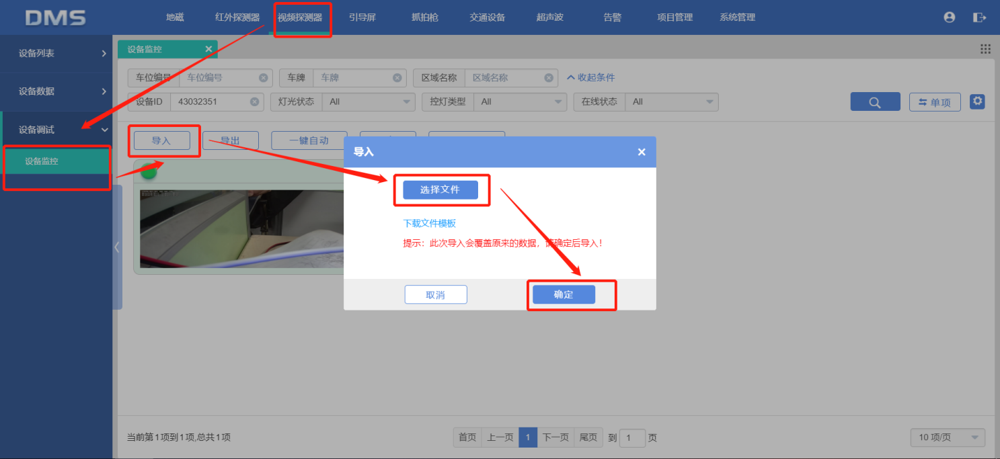 DMS 地磁 红外探测器 视频探测器 引导屏 抓拍枪 交通设备 超声波 告警 项目管理 系统管理
设备列表
设备数据
设备调试
设备监控
设备监控
车位编号 车位编号 车牌 车牌 区域名称 区域名称 收起条件
设备ID 43032351 灯光状态 All 控灯类型 All 在线状态 All 单项
导入 导出 一键自动
导入
选择文件
下载文件模板
提示：此次导入会覆盖原来的数据，请确定后导入！
取消 确定
当前第1项到1项,总共1项 首页 上一页 1 下一页 尾页 到 1 页 10 项/页